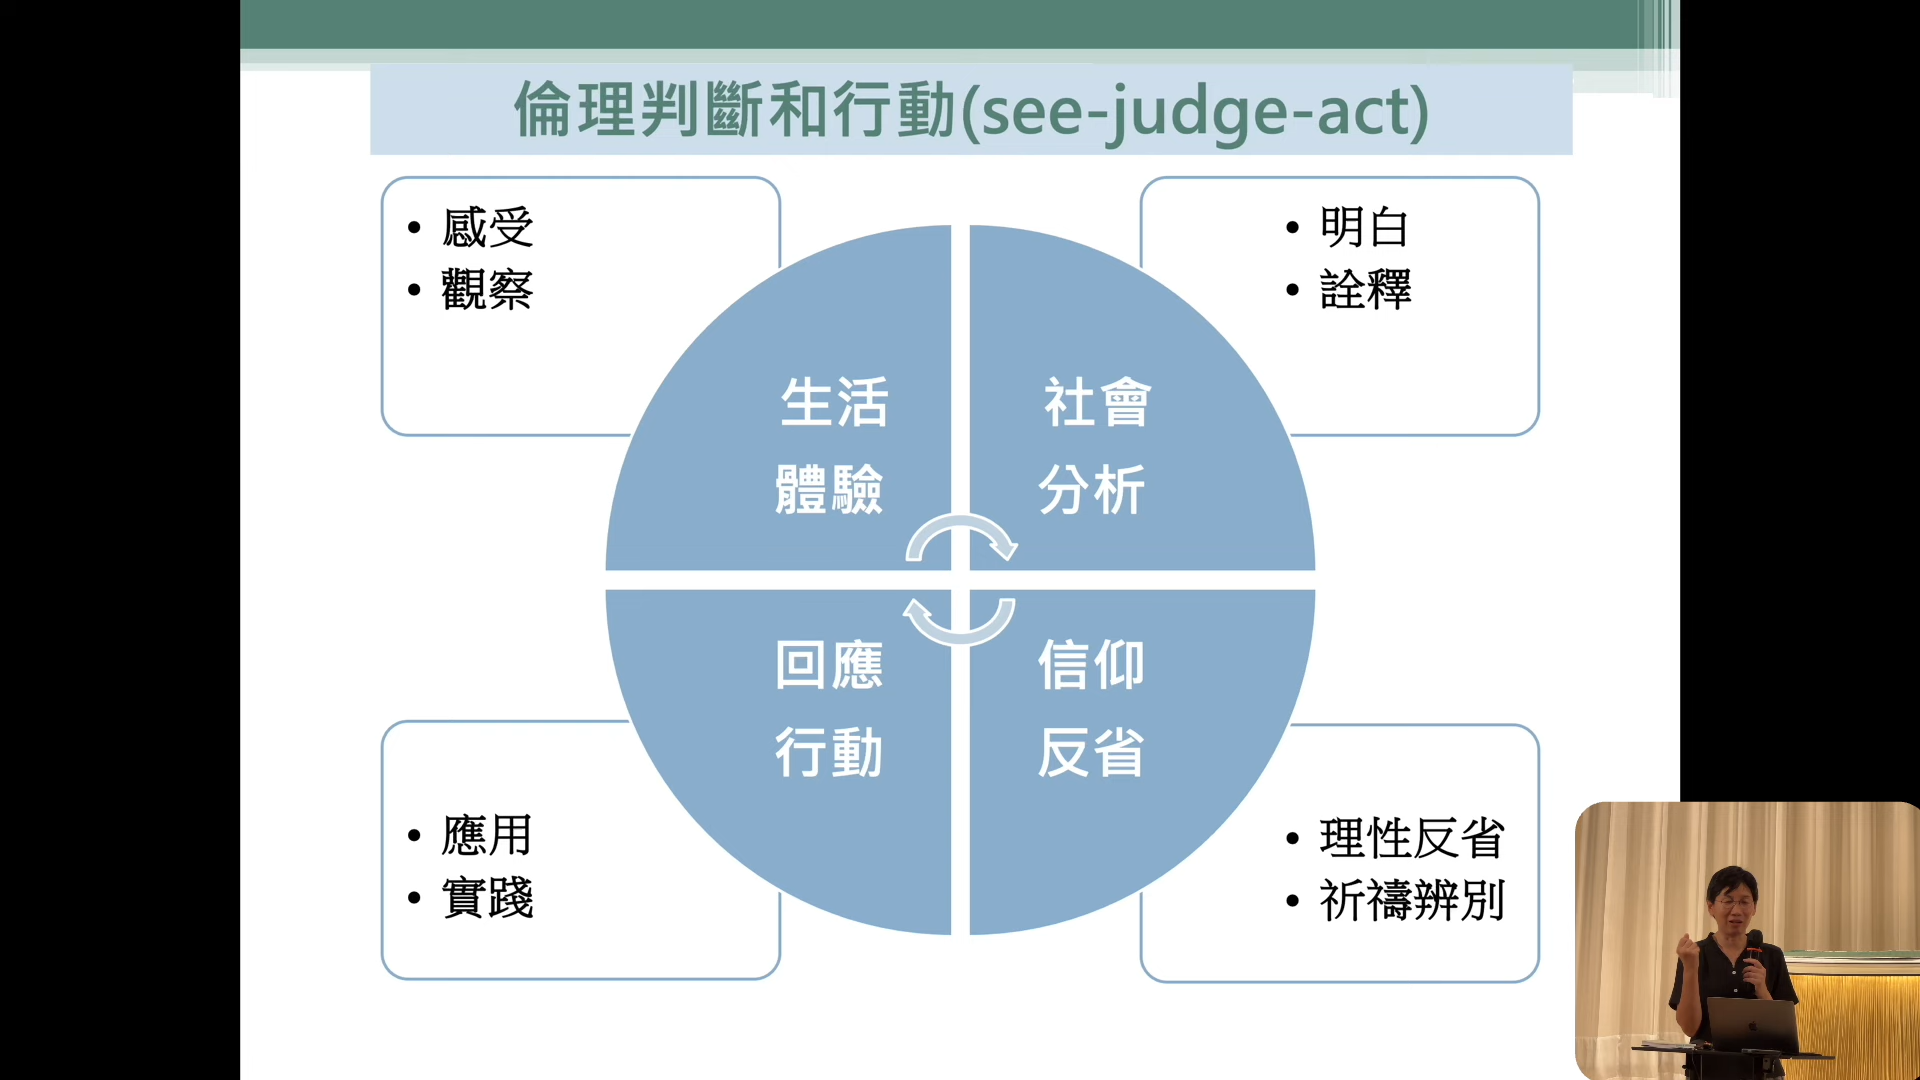 倫理判斷和行動(see-judge-act)
• 感受
• 觀察
• 明白
• 詮釋
生活
體驗
社會
分析
回應
行動
信仰
反省
• 應用
• 實踐
• 理性反省
• 祈禱辨別